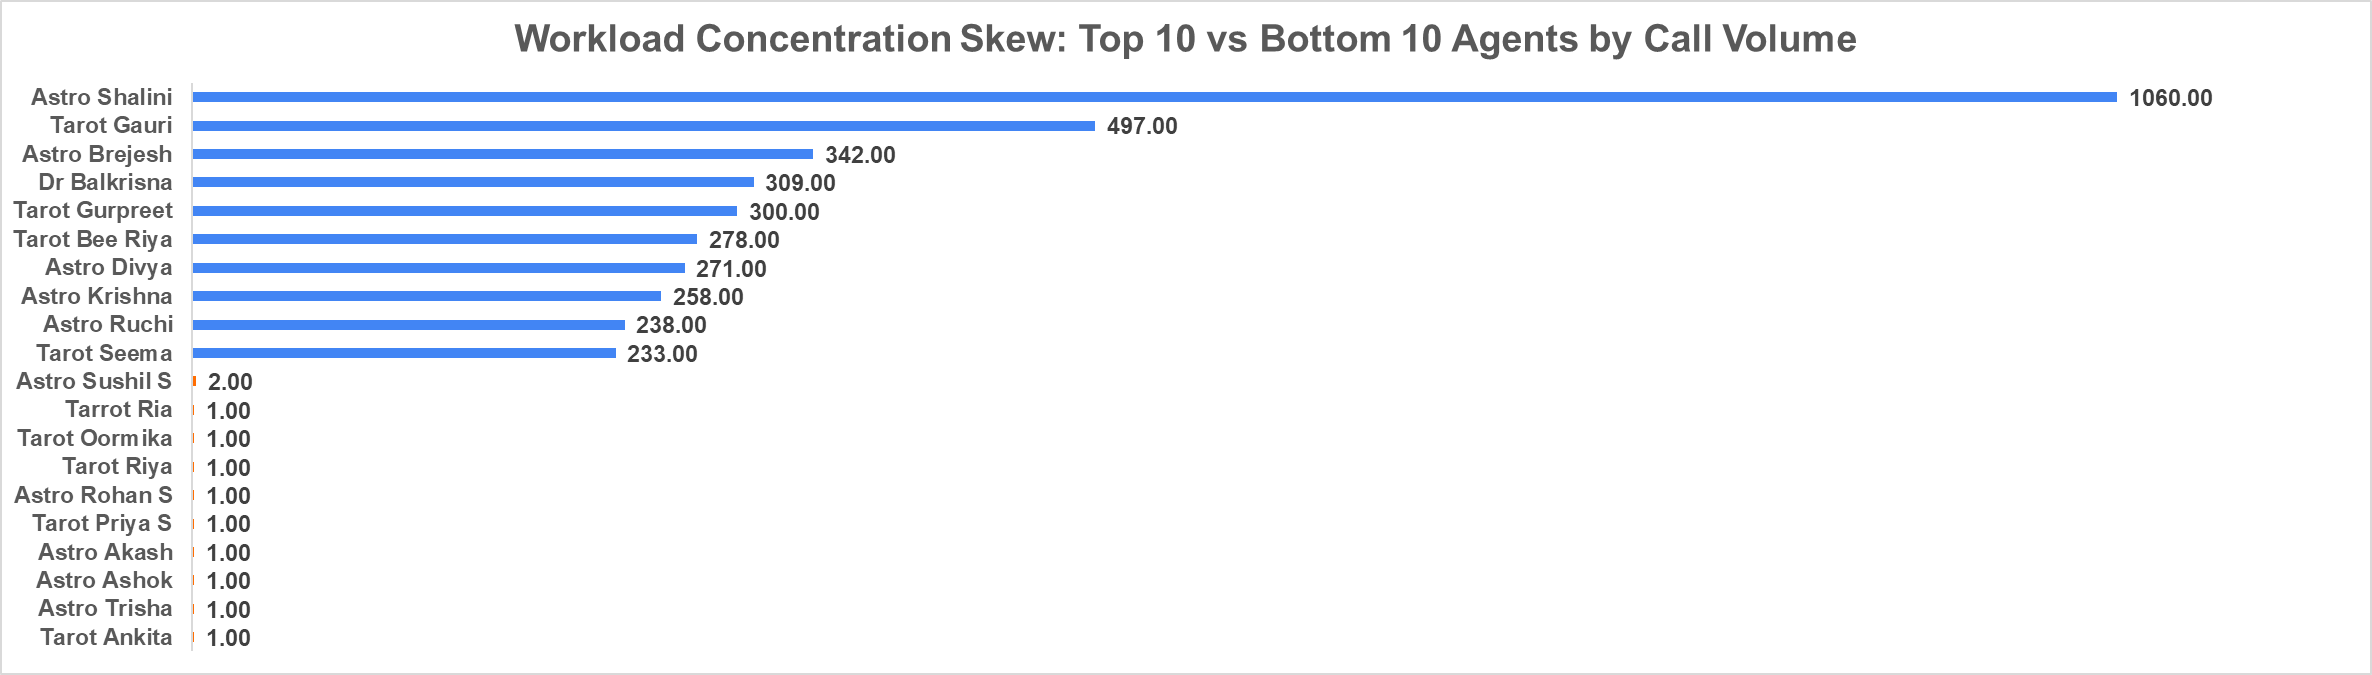 Workload Concentration Skew: Top 10 vs Bottom 10 Agents by Call Volume
Astro Shalini 1060.00
Tarot Gauri 497.00
Astro Brejesh 342.00
Dr Balkrisna 309.00
Tarot Gurpreet 300.00
Tarot Bee Riya 278.00
Astro Divya 271.00
Astro Krishna 258.00
Astro Ruchi 238.00
Tarot Seema 233.00
Astro Sushil S 2.00
Tarrot Ria 1.00
Tarot Oormika 1.00
Tarot Riya 1.00
Astro Rohan S 1.00
Tarot Priya S 1.00
Astro Akash 1.00
Astro Ashok 1.00
Astro Trisha 1.00
Tarot Ankita 1.00